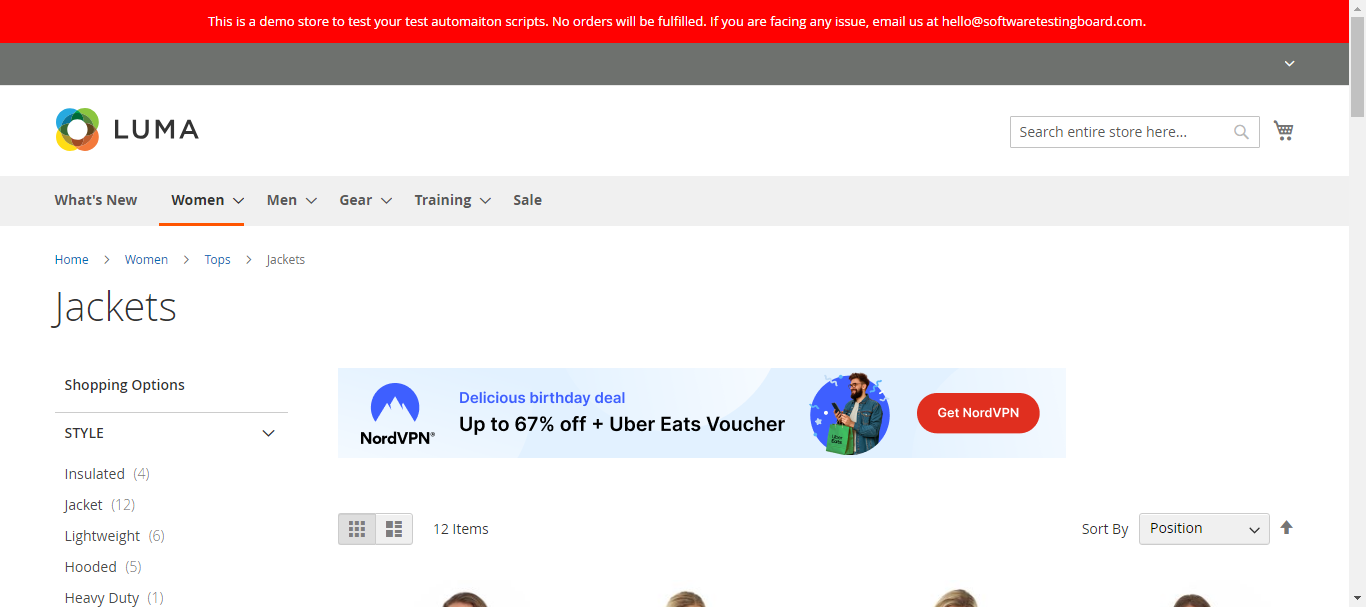 This is a demo store to test your test automaiton scripts. No orders will be fulfilled. If you are facing any issue, email us at hello@softwaretestingboard.com.
LUMA
Search entire store here...
What's New Women Men Gear Training Sale
Home Women Tops Jackets
Jackets
Shopping Options
STYLE
Insulated (4)
Jacket (12)
Lightweight (6)
Hooded (5)
Heavy Duty (1)
NordVPN®
Delicious birthday deal
Up to 67% off + Uber Eats Voucher
Uber Eats
Get NordVPN
12 Items
Sort By Position